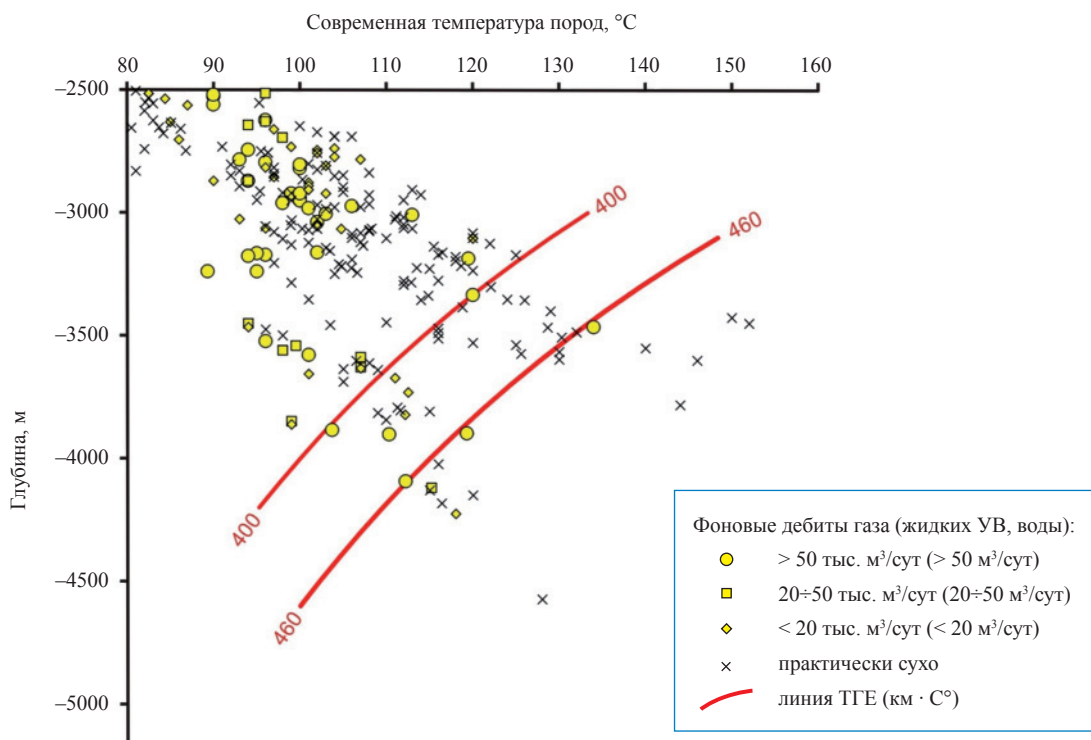 Современная температура пород, °С
80 90 100 110 120 130 140 150 160
–2500
–3000
–3500
–4000
–4500
–5000
Глубина, м
400
460
400
460
Фоновые дебиты газа (жидких УВ, воды):
> 50 тыс. м³/сут (> 50 м³/сут)
20÷50 тыс. м³/сут (20÷50 м³/сут)
< 20 тыс. м³/сут (< 20 м³/сут)
практически сухо
линия ТГЕ (км · С°)